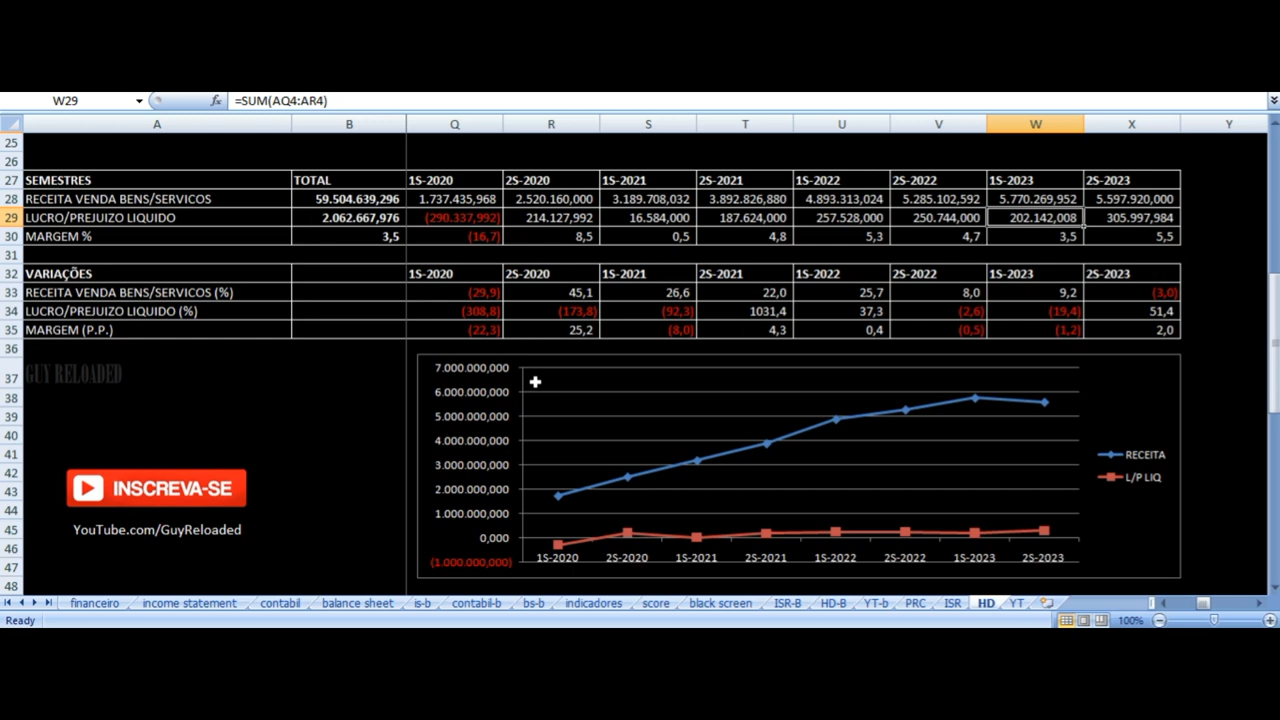 W29 fx =SUM(AQ4:AR4)
A B Q R S T U V W X Y
25
26
27 SEMESTRES TOTAL 1S-2020 2S-2020 1S-2021 2S-2021 1S-2022 2S-2022 1S-2023 2S-2023
28 RECEITA VENDA BENS/SERVICOS 59.504.639,296 1.737.435,968 2.520.160,000 3.189.708,032 3.892.826,880 4.893.313,024 5.285.102,592 5.770.269,952 5.597.920,000
29 LUCRO/PREJUIZO LIQUIDO 2.062.667,976 (290.337,992) 214.127,992 16.584,000 187.624,000 257.528,000 250.744,000 202.142,008 305.997,984
30 MARGEM % 3,5 (16,7) 8,5 0,5 4,8 5,3 4,7 3,5 5,5
31
32 VARIAÇÕES 1S-2020 2S-2020 1S-2021 2S-2021 1S-2022 2S-2022 1S-2023 2S-2023
33 RECEITA VENDA BENS/SERVICOS (%) (29,9) 45,1 26,6 22,0 25,7 8,0 9,2 (3,0)
34 LUCRO/PREJUIZO LIQUIDO (%) (308,8) (173,8) (92,3) 1031,4 37,3 (2,6) (19,4) 51,4
35 MARGEM (P.P.) (22,3) 25,2 (8,0) 4,3 0,4 (0,5) (1,2) 2,0
36
37 GUY RELOADED 7.000.000,000
38 6.000.000,000
39 5.000.000,000
40 4.000.000,000
41 3.000.000,000 RECEITA
42 L/P LIQ
43 INSCREVA-SE 2.000.000,000
44 1.000.000,000
45 YouTube.com/GuyReloaded 0,000
46 1S-2020 2S-2020 1S-2021 2S-2021 1S-2022 2S-2022 1S-2023 2S-2023
47 (1.000.000,000)
48
financeiro income statement contabil balance sheet is-b contabil-b bs-b indicadores score black screen ISR-B HD-B YT-b PRC ISR HD YT
Ready 100%